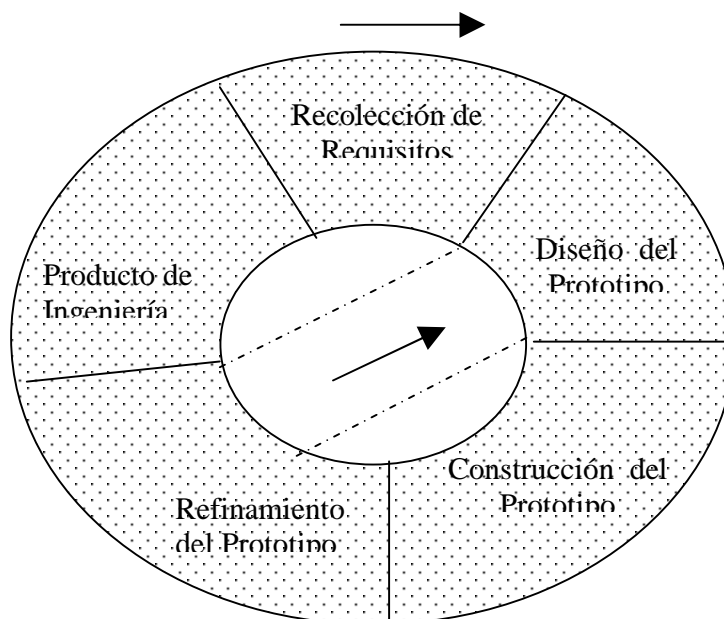 Recolección de
Requisitos
Diseño del
Prototipo
Construcción del
Prototipo
Refinamiento
del Prototipo
Producto de
Ingeniería